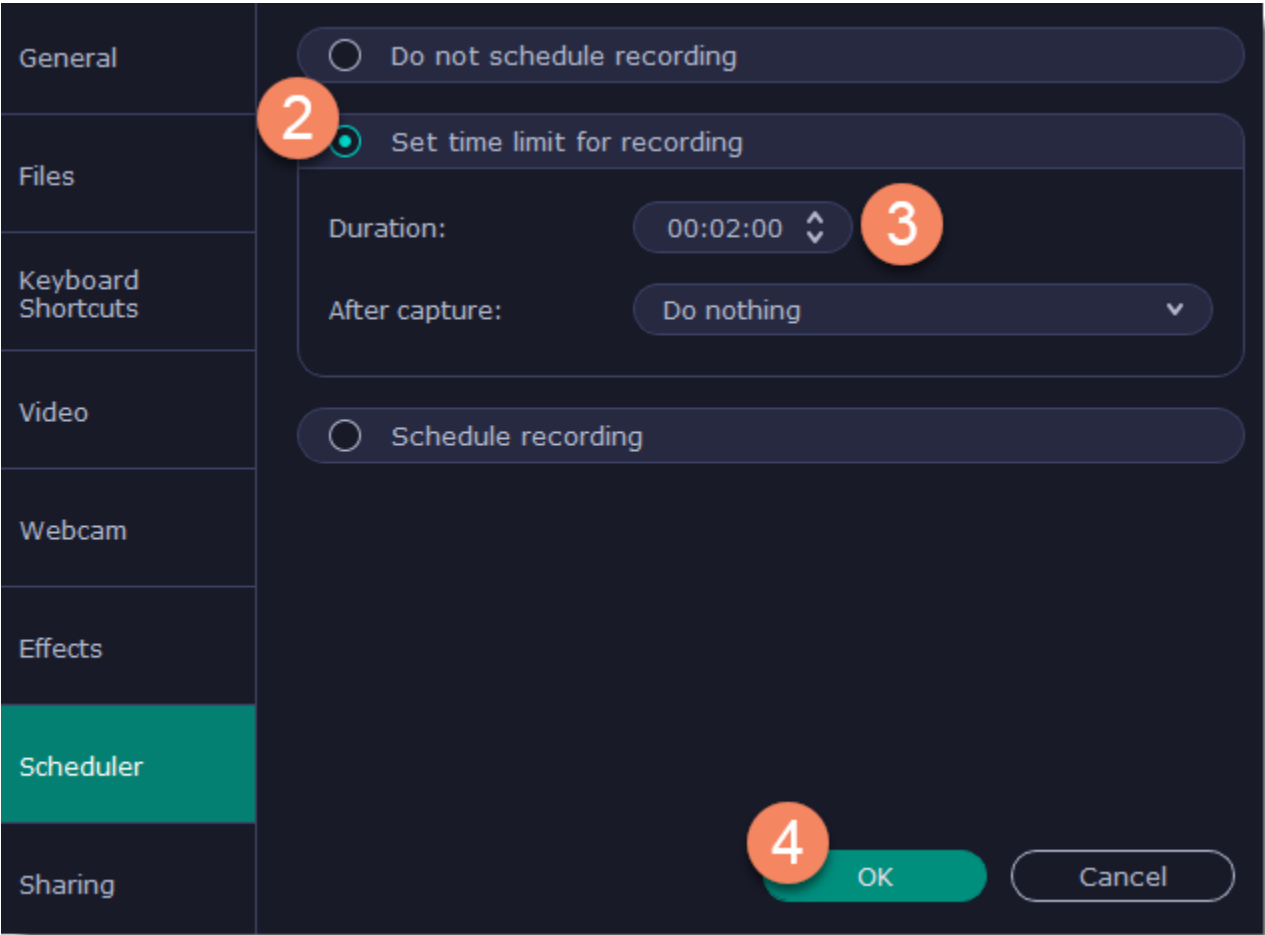 General
Files
Keyboard
Shortcuts
Video
Webcam
Effects
Scheduler
Sharing
Do not schedule recording
2
Set time limit for recording
Duration:
00:02:00
3
After capture:
Do nothing
Schedule recording
4
OK
Cancel